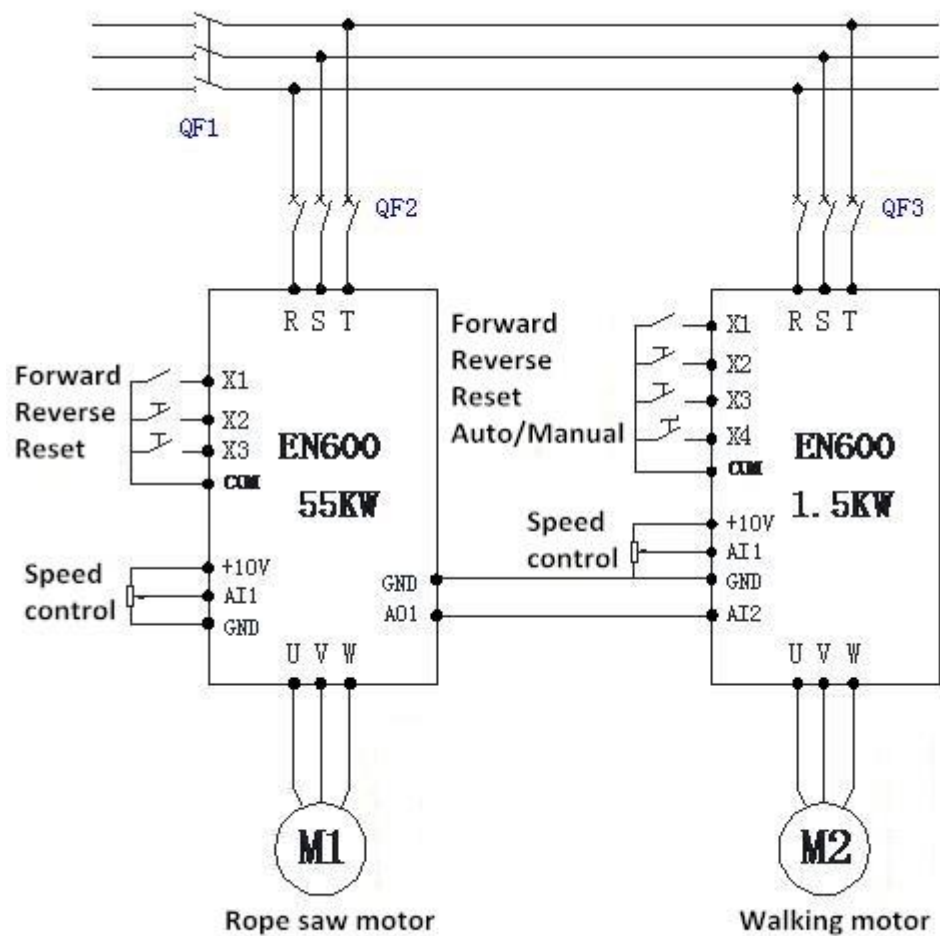 QF1
QF2
QF3
R S T
R S T
Forward
Reverse
Reset
X1
X2
X3
COM
EN600
55KW
Speed
control
+10V
AI1
GND
GND
AO1
U V W
M1
Rope saw motor
Forward
Reverse
Reset
Auto/Manual
X1
X2
X3
X4
COM
EN600
1.5KW
Speed
control
+10V
AI1
GND
AI2
U V W
M2
Walking motor